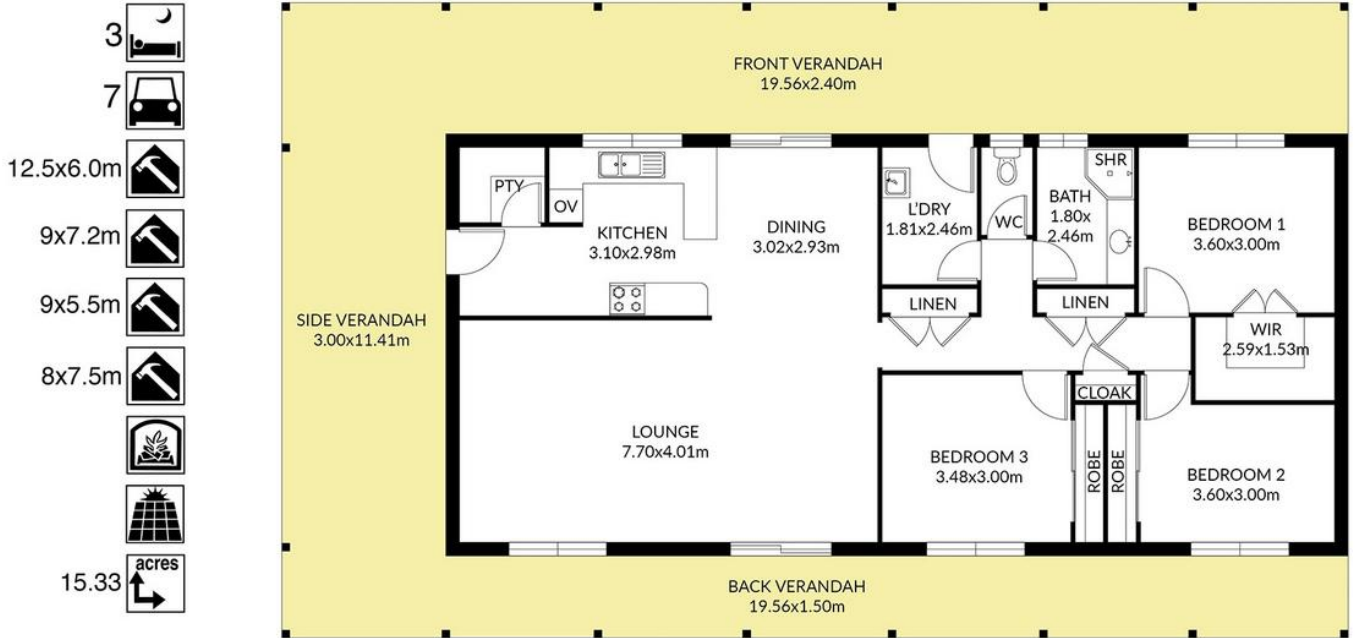 3
7
12.5x6.0m
9x7.2m
9x5.5m
8x7.5m
acres
15.33
FRONT VERANDAH
19.56x2.40m
SIDE VERANDAH
3.00x11.41m
PTY
OV
KITCHEN
3.10x2.98m
DINING
3.02x2.93m
L'DRY
1.81x2.46m
WC
BATH
1.80x
2.46m
SHR
BEDROOM 1
3.60x3.00m
LINEN
LINEN
WIR
2.59x1.53m
CLOAK
LOUNGE
7.70x4.01m
BEDROOM 3
3.48x3.00m
ROBE
ROBE
BEDROOM 2
3.60x3.00m
BACK VERANDAH
19.56x1.50m